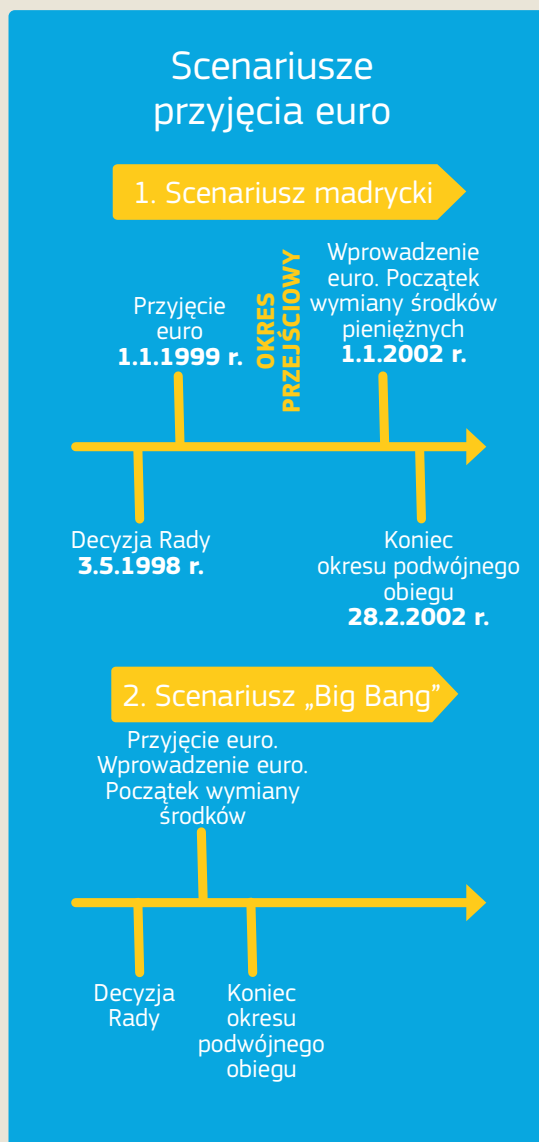 Scenariusze
przyjęcia euro
1. Scenariusz madrycki
Przyjęcie
euro
1.1.1999 r.
OKRES
PRZEJŚCIOWY
Wprowadzenie
euro. Początek
wymiany środków
pieniężnych
1.1.2002 r.
Decyzja Rady
3.5.1998 r.
Koniec
okresu podwójnego
obiegu
28.2.2002 r.
2. Scenariusz „Big Bang”
Przyjęcie euro.
Wprowadzenie euro.
Początek wymiany
środków
Decyzja
Rady
Koniec
okresu
podwójnego
obiegu